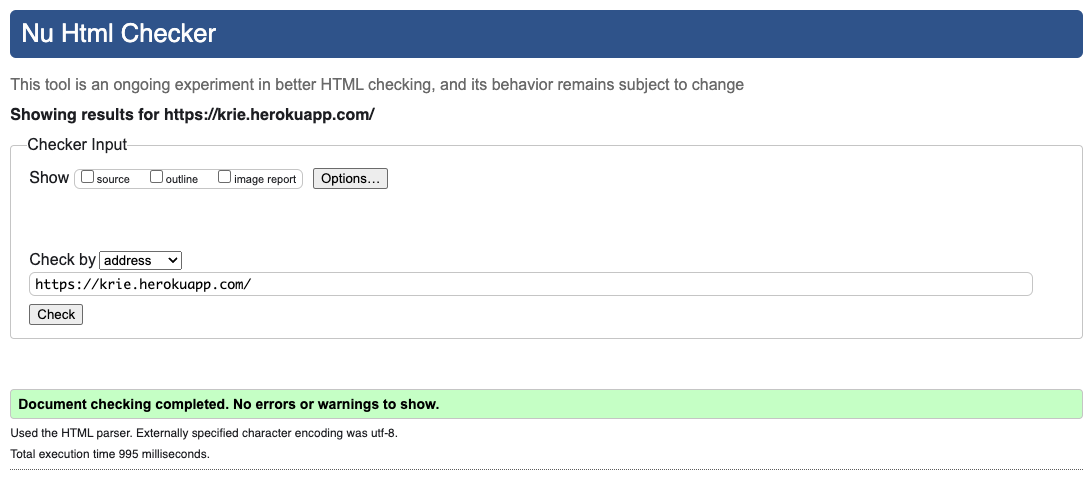 Nu Html Checker
This tool is an ongoing experiment in better HTML checking, and its behavior remains subject to change
Showing results for https://krie.herokuapp.com/
Checker Input
Show source outline image report Options...
Check by address
https://krie.herokuapp.com/
Check
Document checking completed. No errors or warnings to show.
Used the HTML parser. Externally specified character encoding was utf-8.
Total execution time 995 milliseconds.